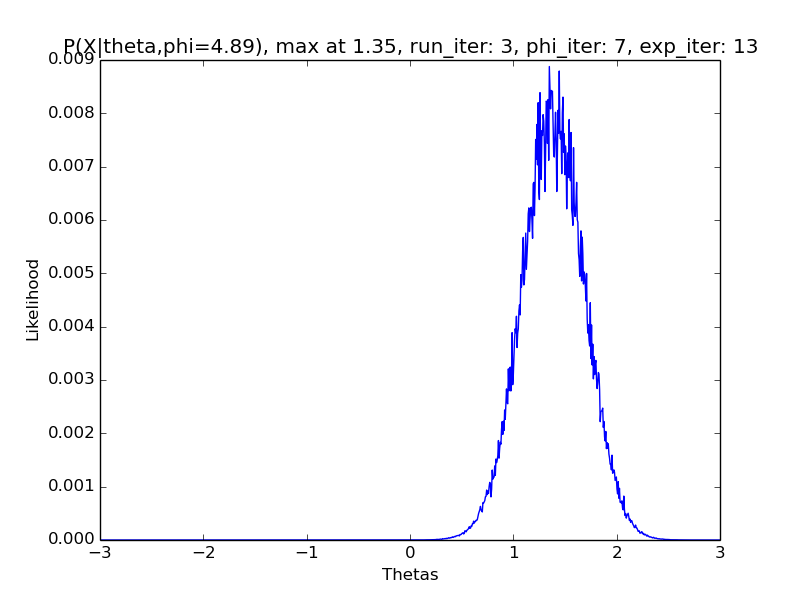 P(X|theta,phi=4.89), max at 1.35, run_iter: 3, phi_iter: 7, exp_iter: 13
0.009
0.008
0.007
0.006
0.005
0.004
0.003
0.002
0.001
0.000
Likelihood
−3 −2 −1 0 1 2 3
Thetas